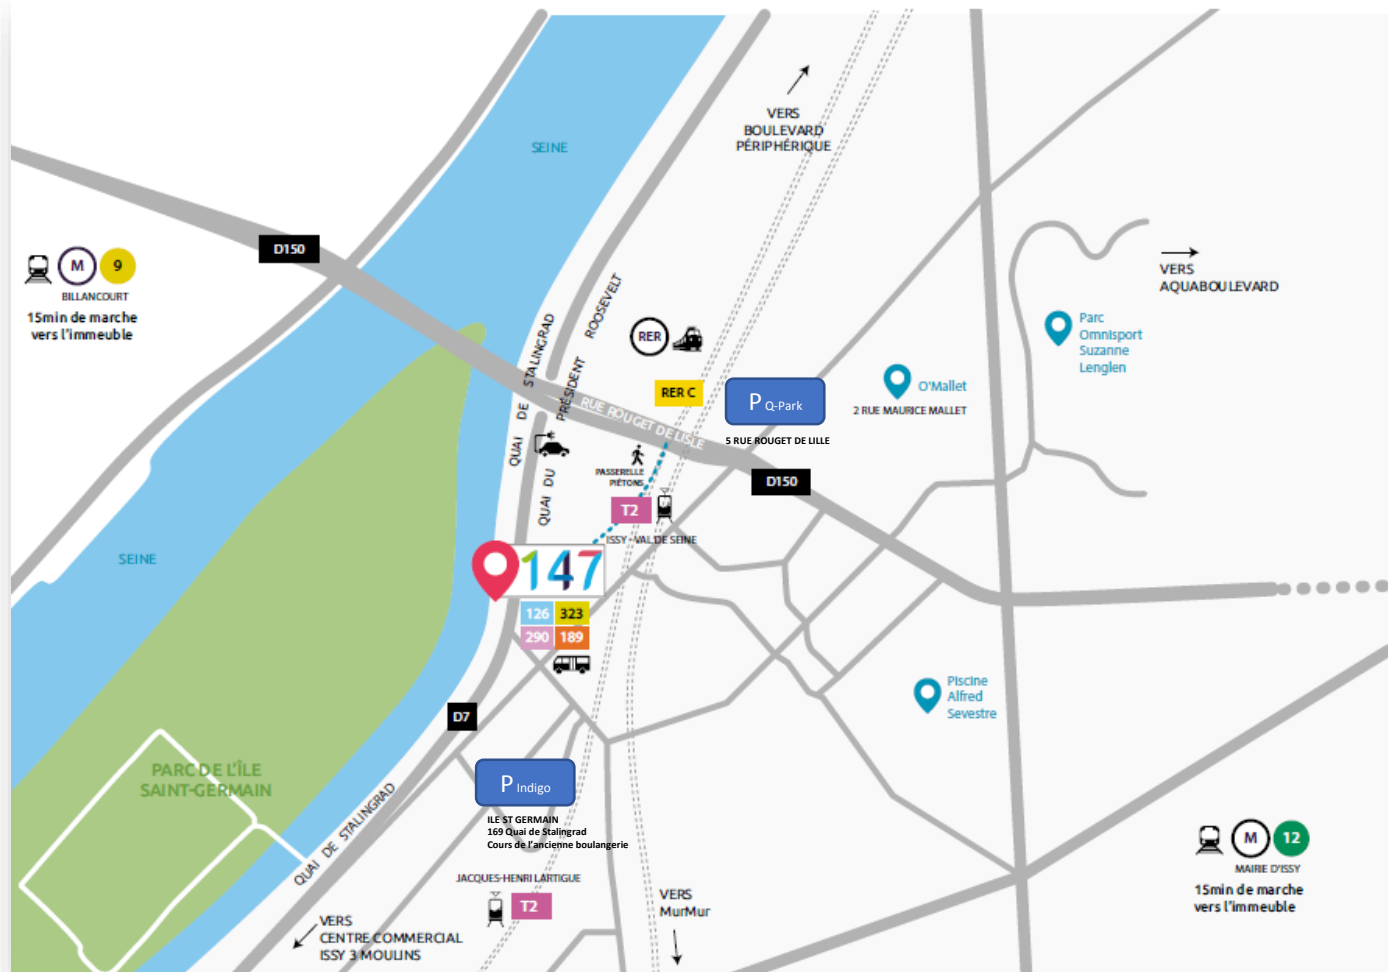 SEINE
VERS
BOULEVARD
PÉRIPHÉRIQUE
D150
M 9
BILLANCOURT
15min de marche
vers l'immeuble
VERS
AQUABOULEVARD
Parc
Omnisport
Suzanne
Lenglen
QUAI DE STALINGRAD
QUAI DU PRÉSIDENT ROOSEVELT
RER
RER C
P Q-Park
5 RUE ROUGET DE LILLE
O'Mallet
2 RUE MAURICE MALLET
RUE ROUGET DE LISLE
D150
PASSERELLE
PIÉTONS
T2
ISSY - VAL DE SEINE
SEINE
147
126 323
290 189
D7
Piscine
Alfred
Sevestre
PARC DE L'ÎLE
SAINT-GERMAIN
QUAI DE STALINGRAD
P Indigo
ILE ST GERMAIN
169 Quai de Stalingrad
Cours de l'ancienne boulangerie
JACQUES-HENRI LARTIGUE
T2
VERS
MurMur
VERS
CENTRE COMMERCIAL
ISSY 3 MOULINS
M 12
MAIRIE D'ISSY
15min de marche
vers l'immeuble